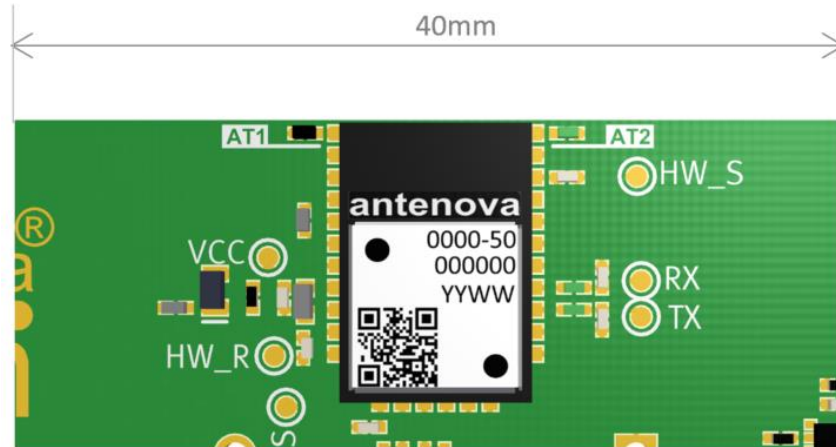 40mm
AT1
AT2
HW_S
antenova
®
0000-50
VCC
000000
RX
a
YYWW
TX
HW_R
S